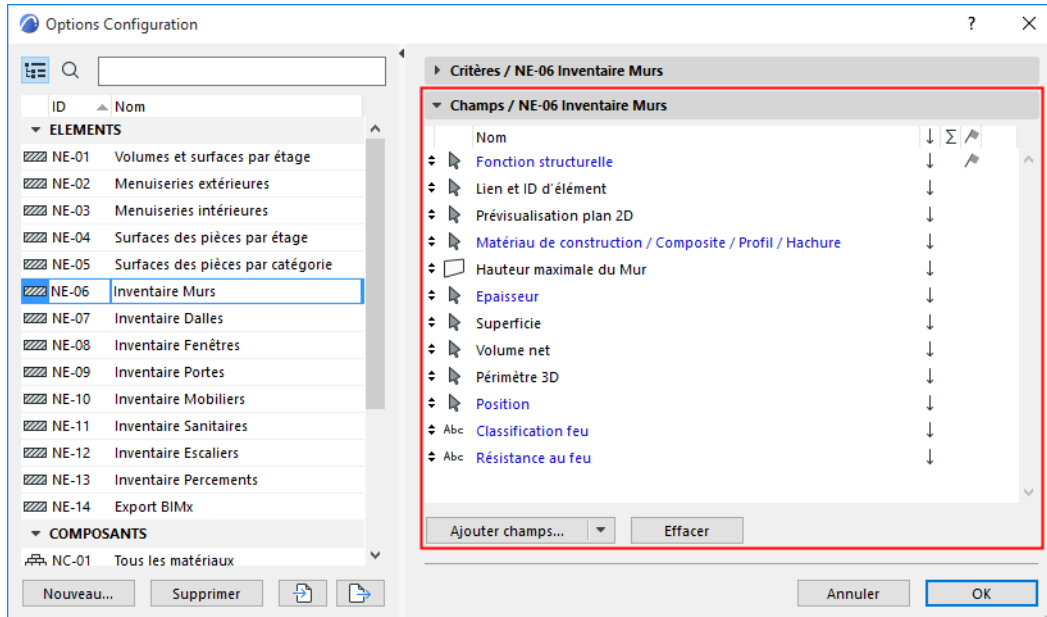 Options Configuration
?
ID Nom
ELEMENTS
NE-01 Volumes et surfaces par étage
NE-02 Menuiseries extérieures
NE-03 Menuiseries intérieures
NE-04 Surfaces des pièces par étage
NE-05 Surfaces des pièces par catégorie
NE-06 Inventaire Murs
NE-07 Inventaire Dalles
NE-08 Inventaire Fenêtres
NE-09 Inventaire Portes
NE-10 Inventaire Mobiliers
NE-11 Inventaire Sanitaires
NE-12 Inventaire Escaliers
NE-13 Inventaire Percements
NE-14 Export BIMx
COMPOSANTS
NC-01 Tous les matériaux
Nouveau... Supprimer
Critères / NE-06 Inventaire Murs
Champs / NE-06 Inventaire Murs
Nom ↓ Σ
Fonction structurelle ↓
Lien et ID d'élément ↓
Prévisualisation plan 2D ↓
Matériau de construction / Composite / Profil / Hachure ↓
Hauteur maximale du Mur ↓
Epaisseur ↓
Superficie ↓
Volume net ↓
Périmètre 3D ↓
Position ↓
Abc Classification feu ↓
Abc Résistance au feu ↓
Ajouter champs... Effacer
Annuler OK